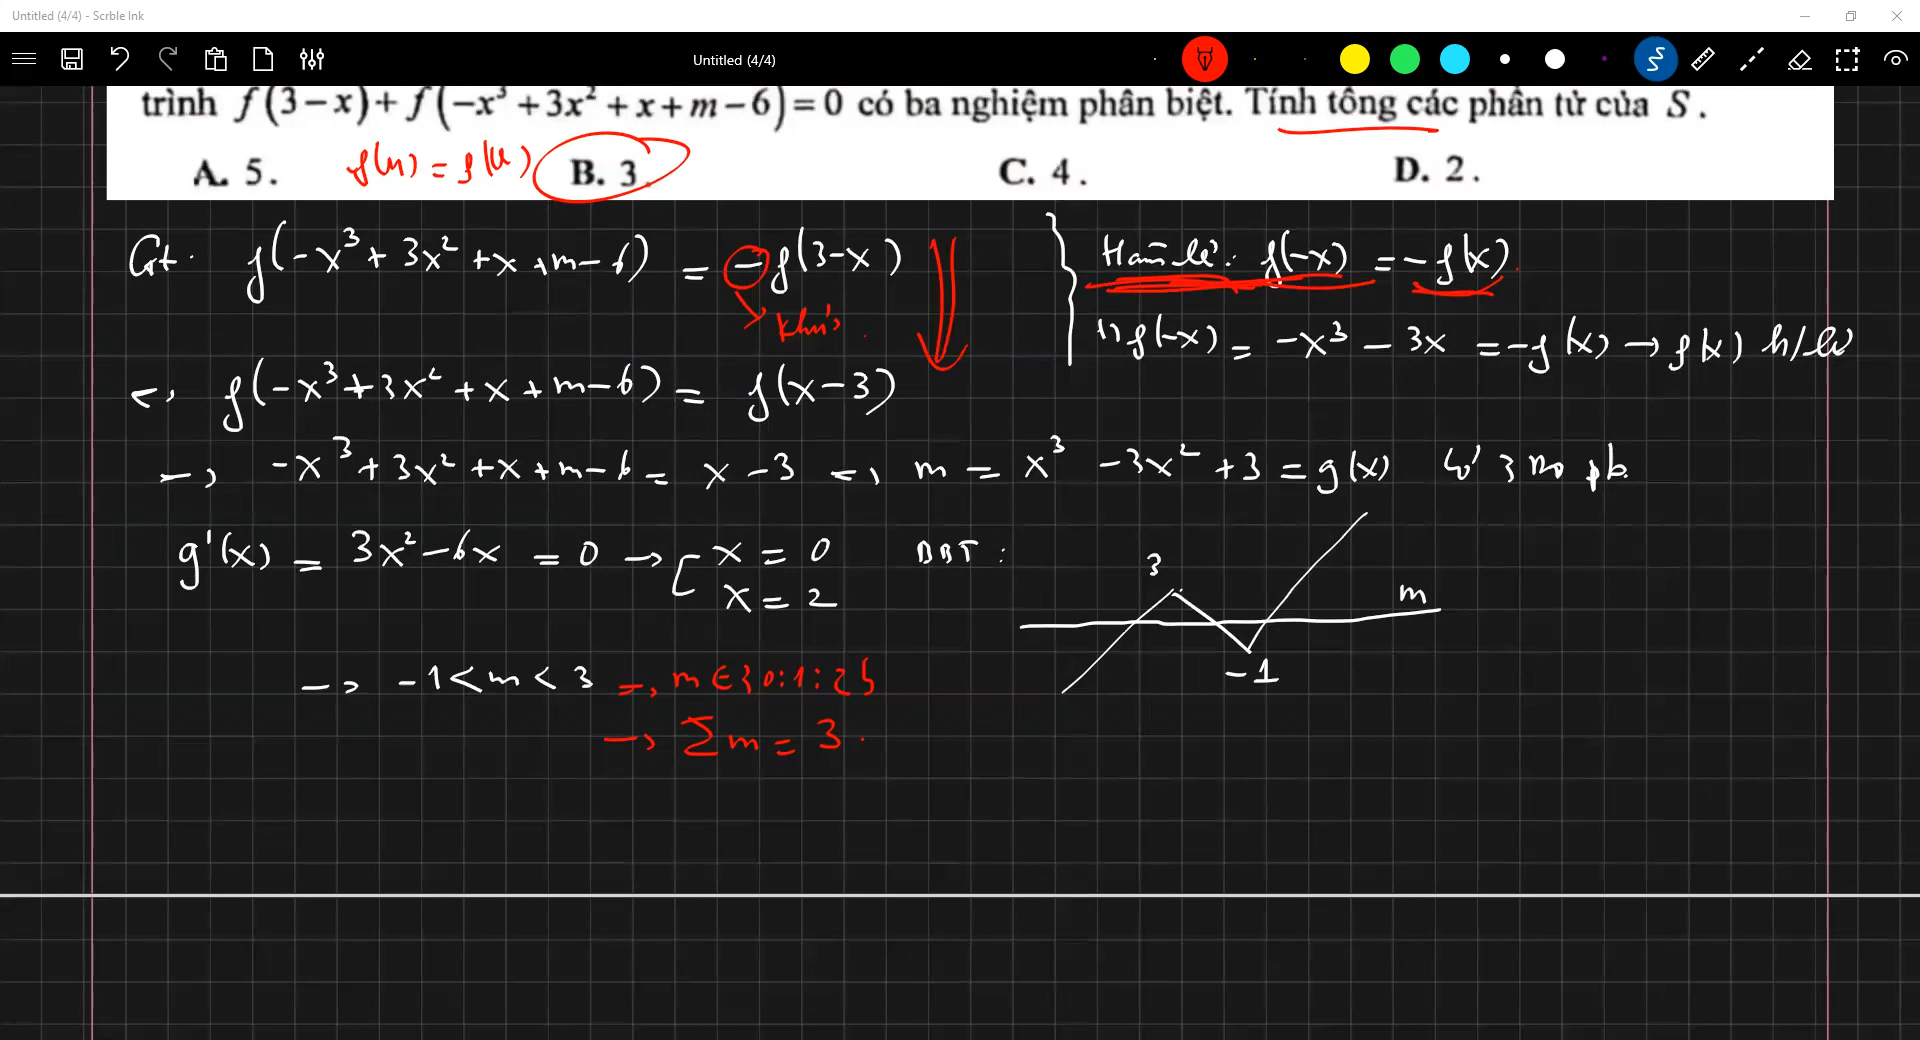 Untitled (4/4) - Scrble Ink
Untitled (4/4)
trình f(3−x)+f(−x³+3x²+x+m−6)=0 có ba nghiệm phân biệt. Tính tổng các phần tử của S.
A. 5. B. 3. C. 4. D. 2.
f(u) = f(v)
Gt: f(-x³+3x²+x+m-6) = -f(3-x)
khử
Hàm lẻ: f(-x) = -f(x)
f(-x) = -x³ - 3x = -f(x) → f(x) h/lẻ
f(-x³+3x²+x+m-6) = f(x-3)
→ -x³+3x²+x+m-6 = x-3 => m = x³-3x²+3 = g(x) có 3 no pb
g'(x) = 3x²-6x = 0 → [ x = 0
x = 2
BBT:
3
m
-1
→ -1<m<3 => m∈{0;1;2}
→ Σm = 3.